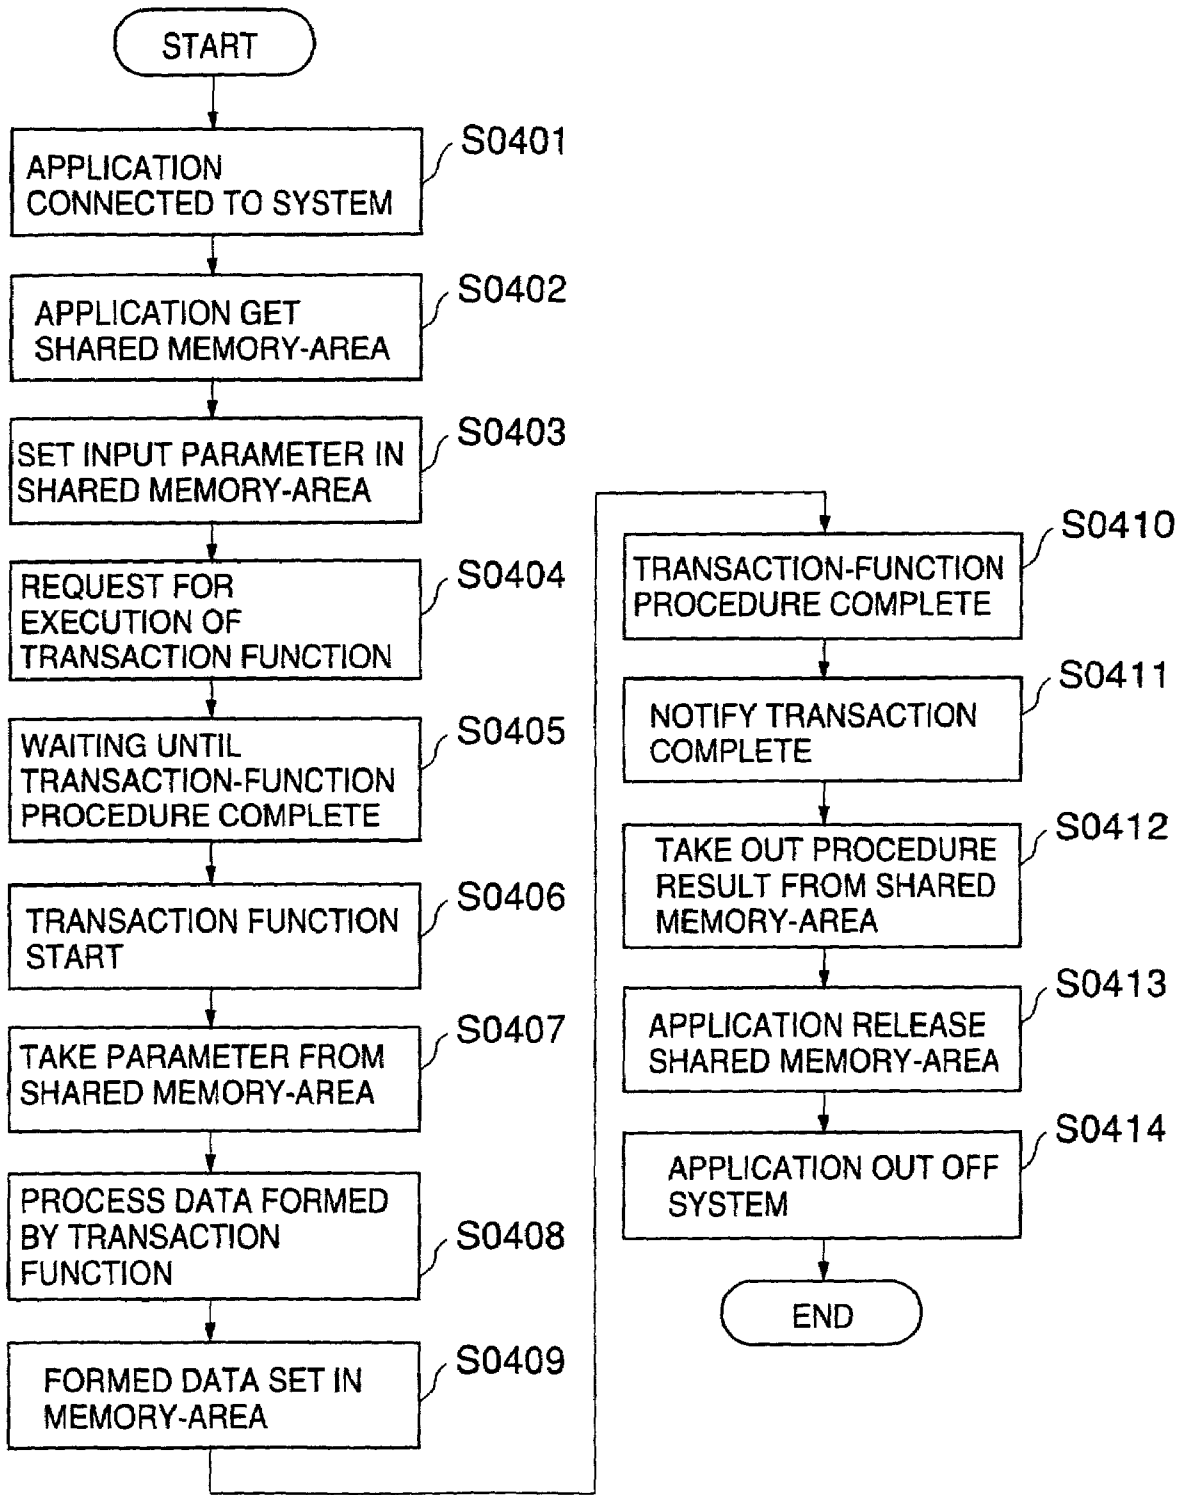 START
S0401
APPLICATION
CONNECTED TO SYSTEM
S0402
APPLICATION GET
SHARED MEMORY-AREA
S0403
SET INPUT PARAMETER IN
SHARED MEMORY-AREA
S0404
REQUEST FOR
EXECUTION OF
TRANSACTION FUNCTION
S0405
WAITING UNTIL
TRANSACTION-FUNCTION
PROCEDURE COMPLETE
S0406
TRANSACTION FUNCTION
START
S0407
TAKE PARAMETER FROM
SHARED MEMORY-AREA
S0408
PROCESS DATA FORMED
BY TRANSACTION
FUNCTION
S0409
FORMED DATA SET IN
MEMORY-AREA
S0410
TRANSACTION-FUNCTION
PROCEDURE COMPLETE
S0411
NOTIFY TRANSACTION
COMPLETE
S0412
TAKE OUT PROCEDURE
RESULT FROM SHARED
MEMORY-AREA
S0413
APPLICATION RELEASE
SHARED MEMORY-AREA
S0414
APPLICATION OUT OFF
SYSTEM
END